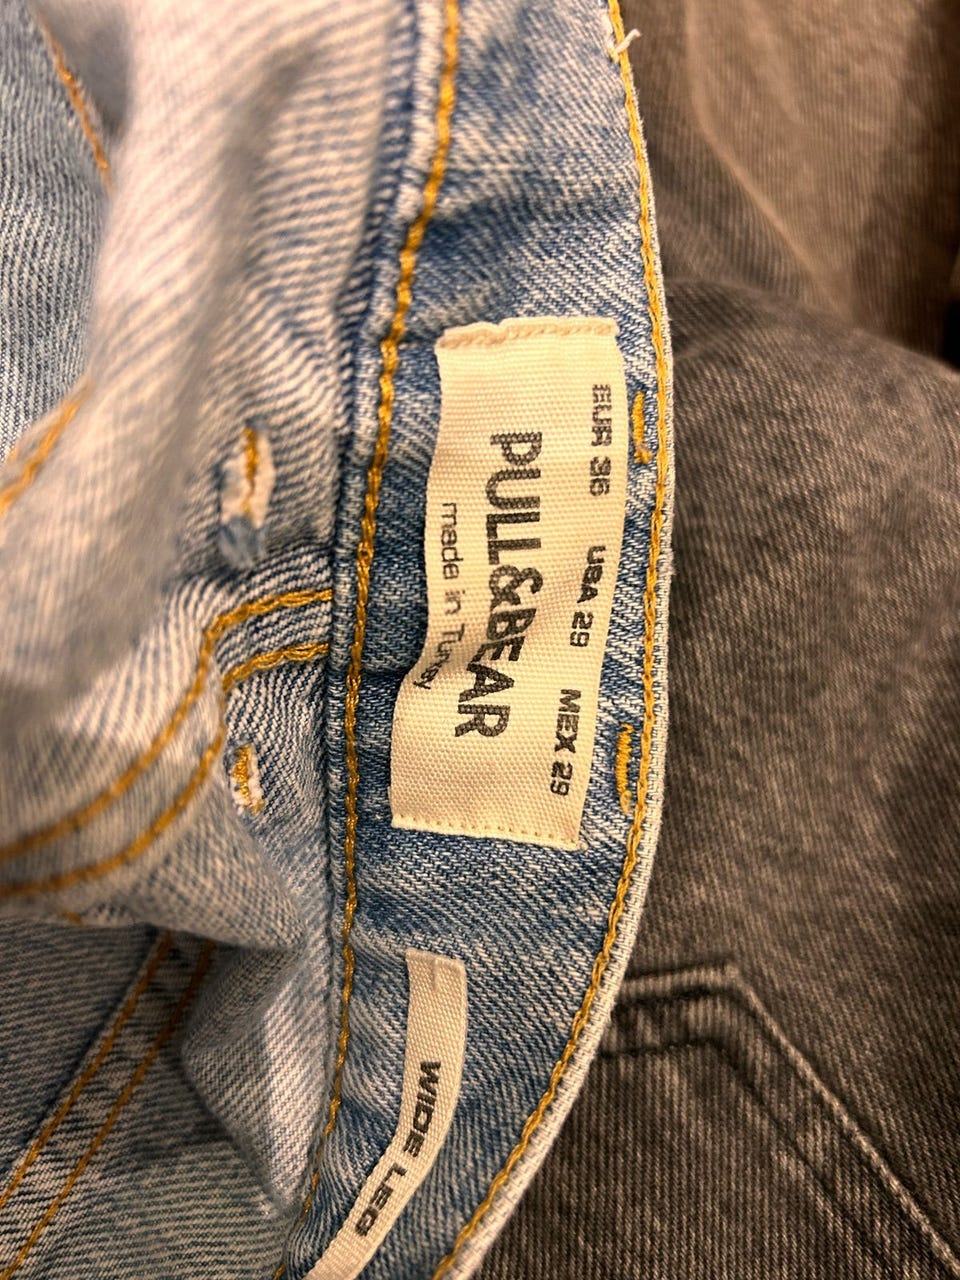 EUR 36 USA 29 MEX 29
PULL&BEAR
made in Turkey
WIDE LEG